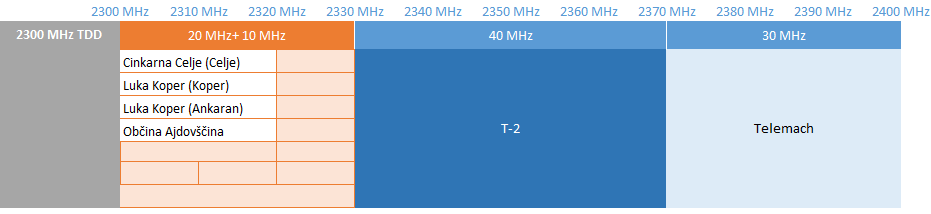 2300 MHz 2310 MHz 2320 MHz 2330 MHz 2340 MHz 2350 MHz 2360 MHz 2370 MHz 2380 MHz 2390 MHz 2400 MHz
2300 MHz TDD 20 MHz+ 10 MHz 40 MHz 30 MHz
Cinkarna Celje (Celje)
Luka Koper (Koper)
Luka Koper (Ankaran)
Občina Ajdovščina
T-2 Telemach